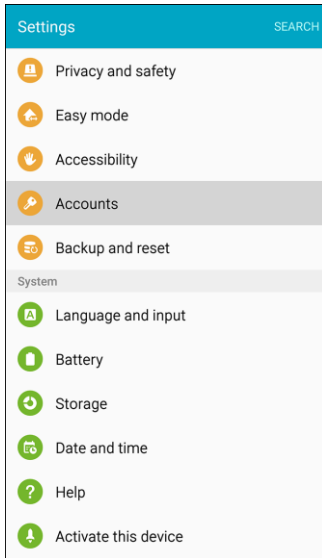 Settings SEARCH
Privacy and safety
Easy mode
Accessibility
Accounts
Backup and reset
System
A Language and input
Battery
Storage
Date and time
? Help
Activate this device